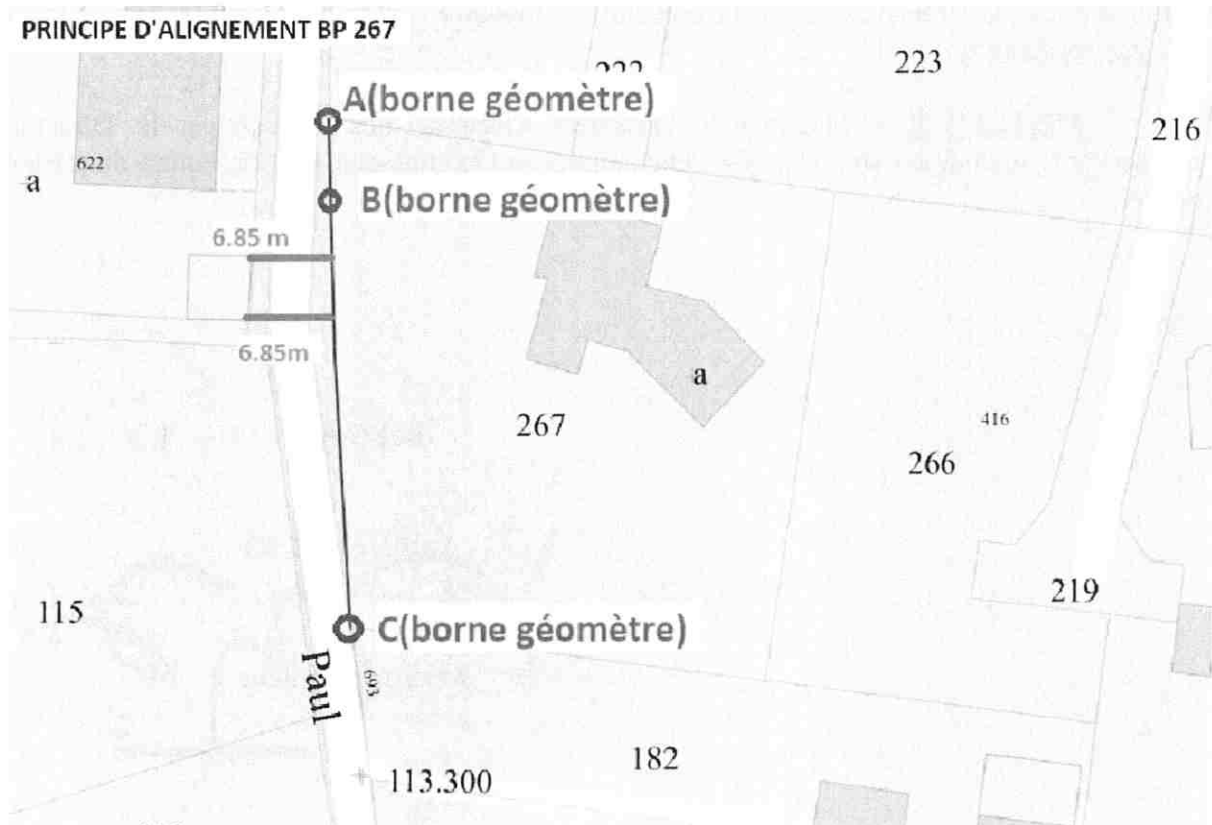 PRINCIPE D'ALIGNEMENT BP 267
223
A(borne géomètre)
216
622
a
B(borne géomètre)
6.85 m
6.85m
a
267
416
266
219
115
C(borne géomètre)
Paul
693
182
113.300